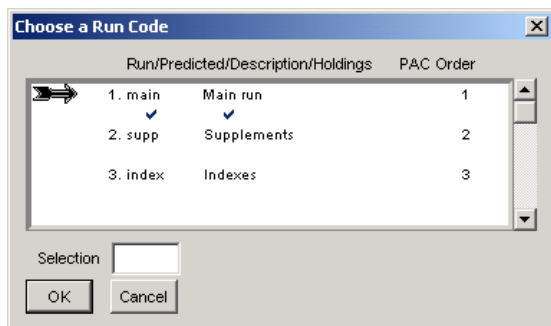 Choose a Run Code
Run/Predicted/Description/Holdings PAC Order
1. main Main run 1
2. supp Supplements 2
3. index Indexes 3
Selection
OK Cancel